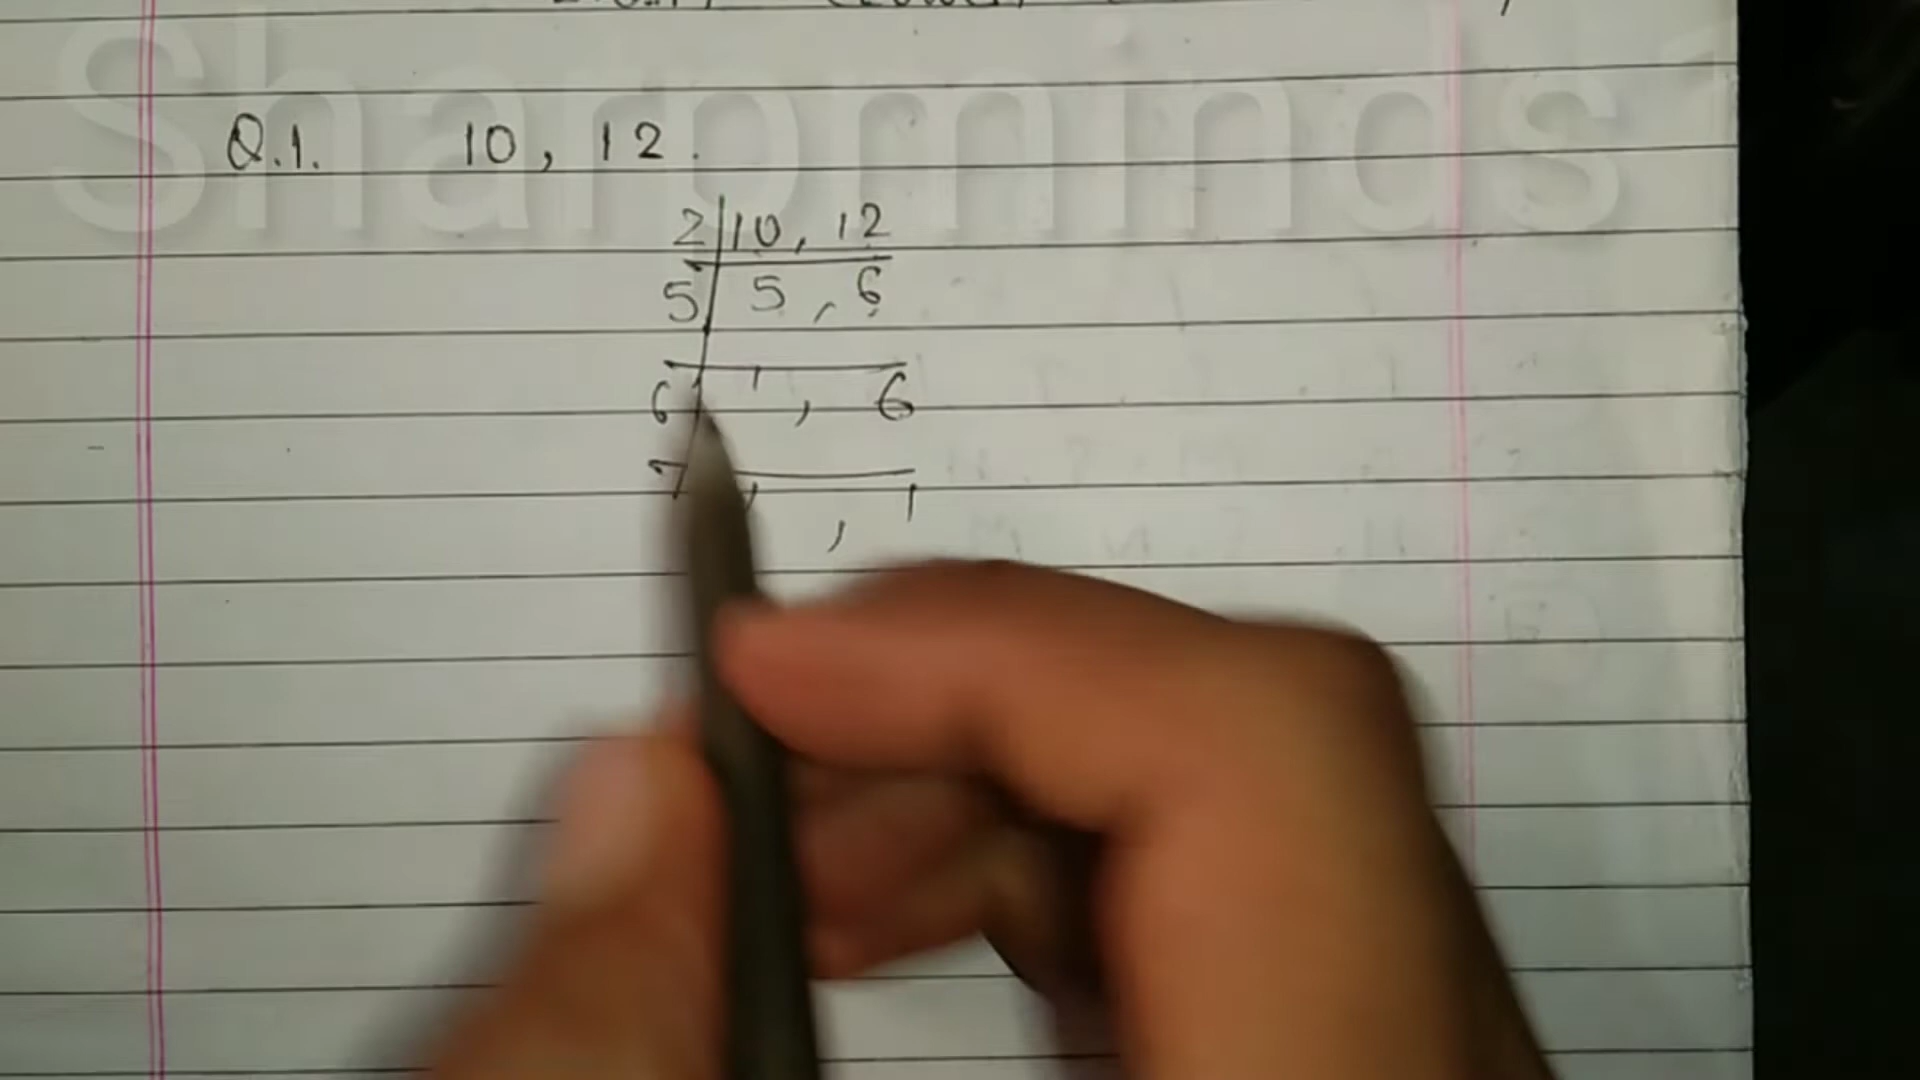 Sharpminds
Q.1. 10, 12.
2 10, 12
5 5, 6
6 1, 6
1, 1